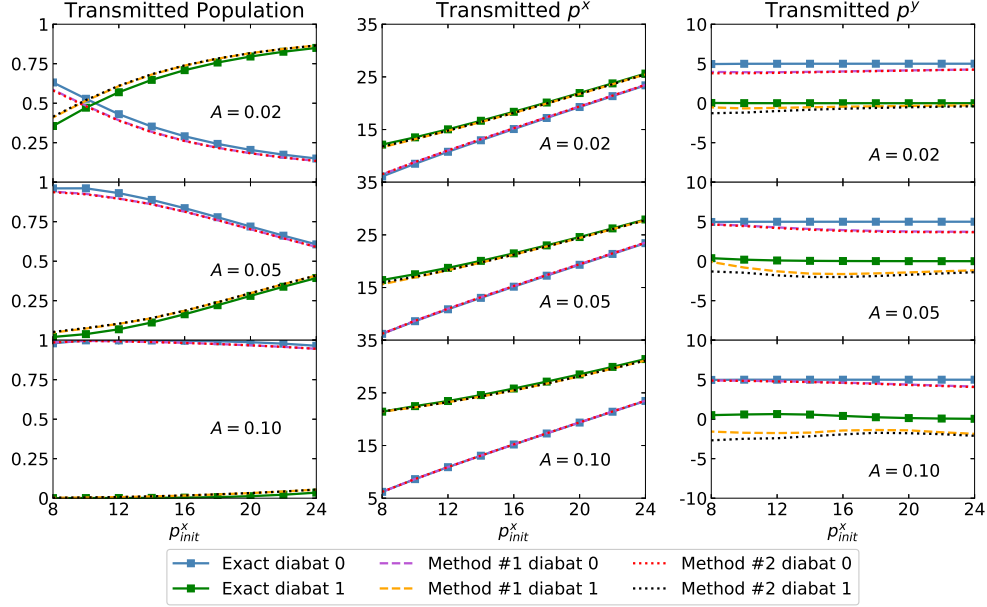 Transmitted Population
Transmitted p^x
Transmitted p^y
1
0.75
0.5
0.25
1
0.75
0.5
0.25
1
0.75
0.5
0.25
0
A = 0.02
A = 0.05
A = 0.10
8 12 16 20 24
p^x_init
35
25
15
35
25
15
35
25
15
5
A = 0.02
A = 0.05
A = 0.10
8 12 16 20 24
p^x_init
10
5
0
-5
10
5
0
-5
10
5
0
-5
-10
A = 0.02
A = 0.05
A = 0.10
8 12 16 20 24
p^x_init
Exact diabat 0 Method #1 diabat 0 Method #2 diabat 0
Exact diabat 1 Method #1 diabat 1 Method #2 diabat 1